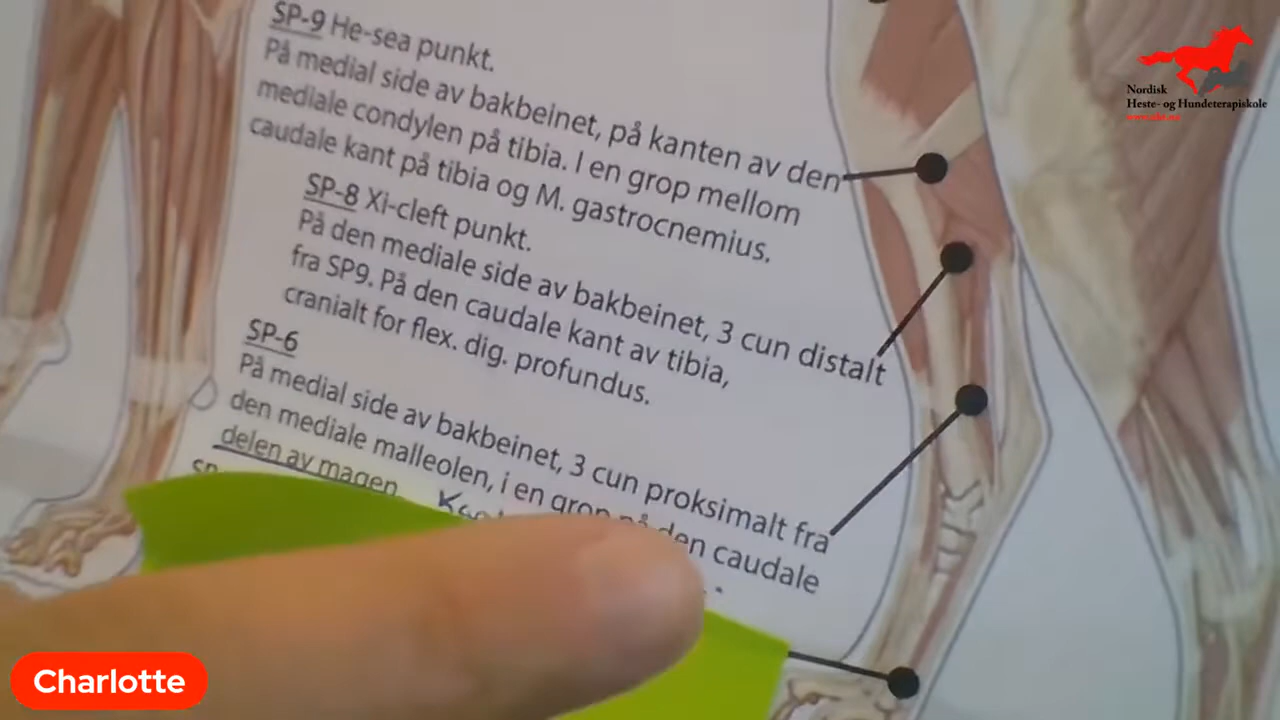 SP-9 He-sea punkt.
På medial side av bakbeinet, på kanten av den
mediale condylen på tibia. I en grop mellom
caudale kant på tibia og M. gastrocnemius.
SP-8 Xi-cleft punkt.
På den mediale side av bakbeinet, 3 cun distalt
fra SP9. På den caudale kant av tibia,
cranialt for flex. dig. profundus.
SP-6
På medial side av bakbeinet, 3 cun proksimalt fra
den mediale malleolen, i en grop på den caudale
delen av magen
Nordisk
Heste- og Hundeterapiskole
Charlotte